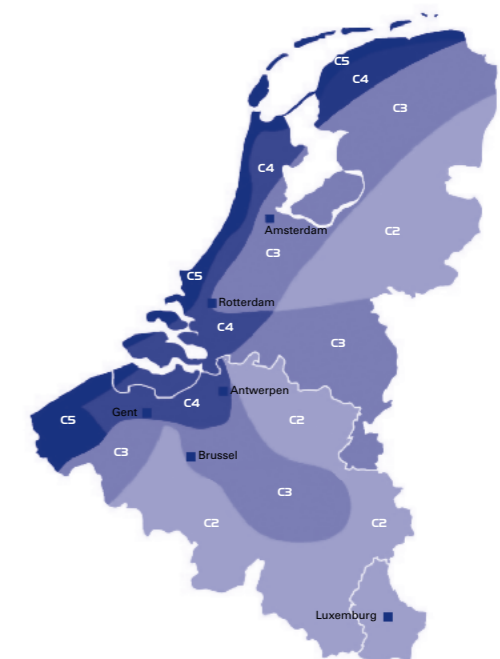 C5
C4
C3
C4
Amsterdam
C2
C3
C5
Rotterdam
C4
C3
Antwerpen
C4
Gent
C5
C2
C3
Brussel
C3
C2
C2
Luxemburg